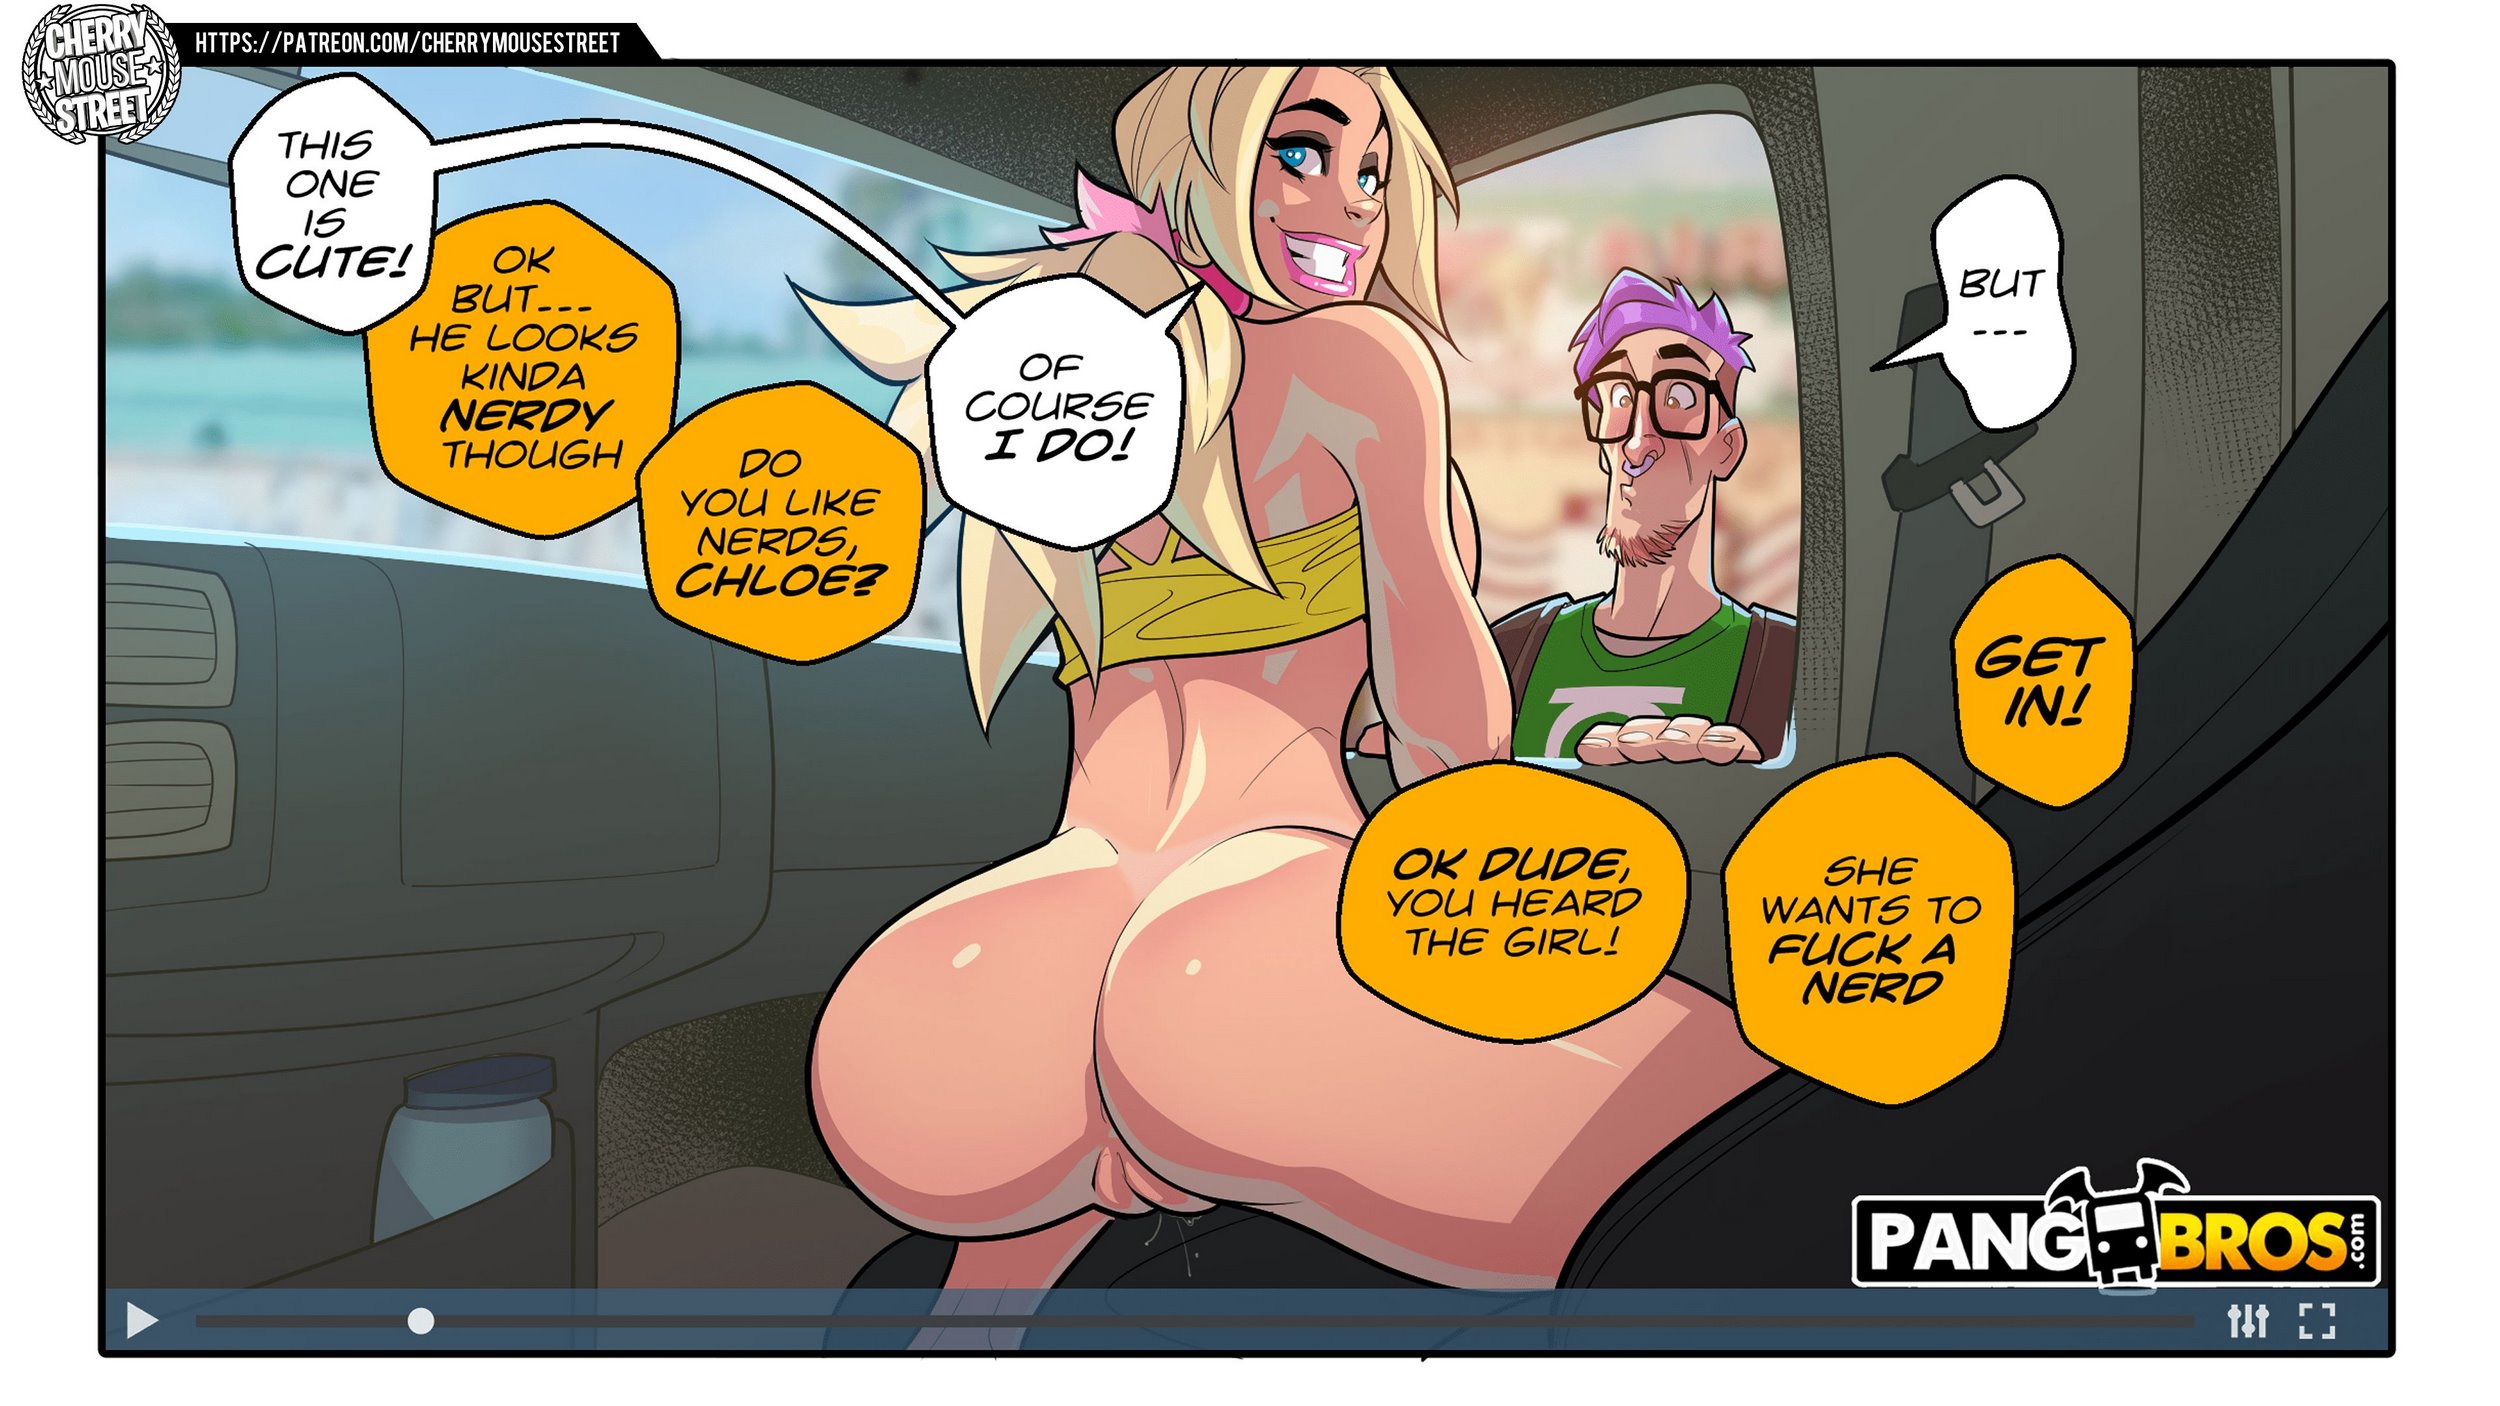 CHERRY
MOUSE
STREET
HTTPS://PATREON.COM/CHERRYMOUSESTREET
THIS
ONE
IS
CUTE!
OK
BUT---
HE LOOKS
KINDA
NERDY
THOUGH
DO
YOU LIKE
NERDS,
CHLOE?
OF
COURSE
I DO!
BUT
---
OK DUDE,
YOU HEARD
THE GIRL!
SHE
WANTS TO
FUCK A
NERD
GET
IN!
PANG BROS.com